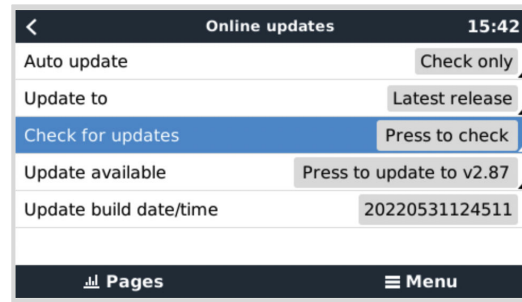 Online updates 15:42
Auto update Check only
Update to Latest release
Check for updates Press to check
Update available Press to update to v2.87
Update build date/time 20220531124511
Pages Menu